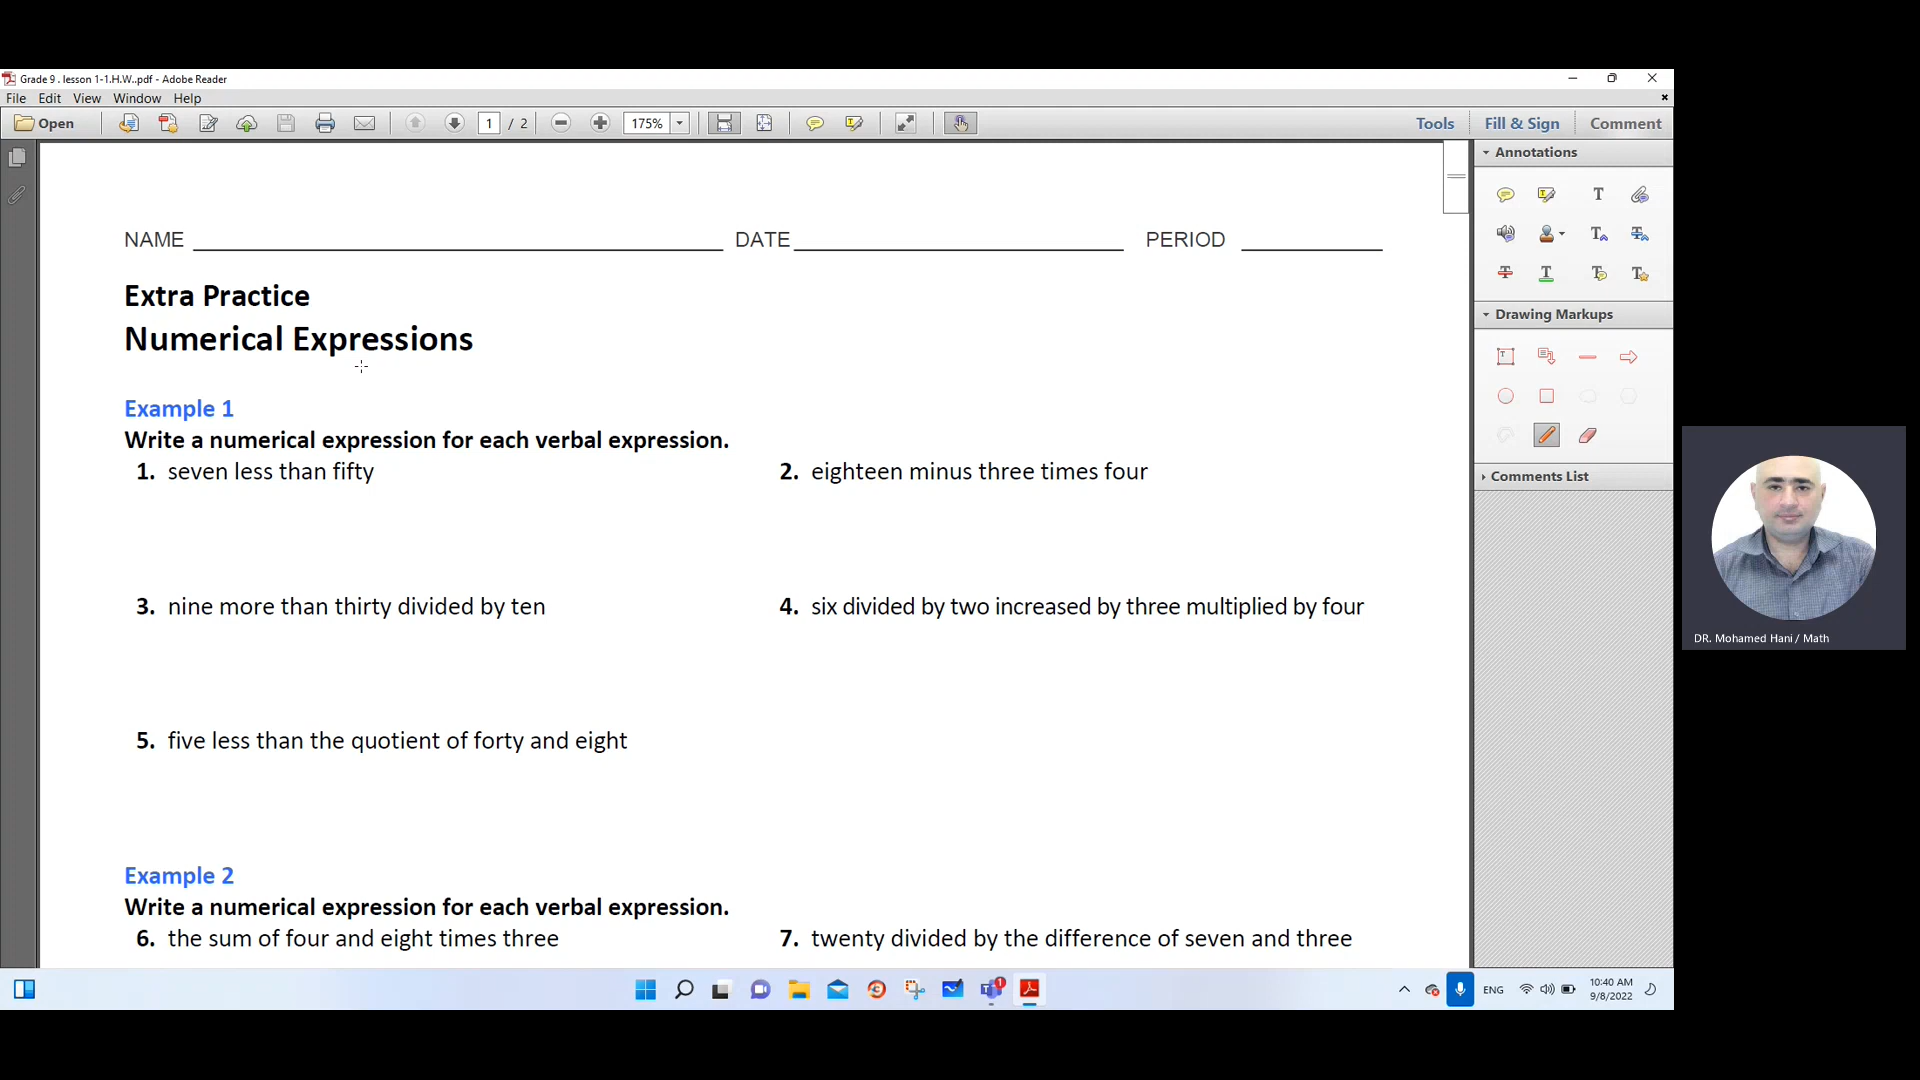 Grade 9 . lesson 1-1.H.W..pdf - Adobe Reader
File Edit View Window Help
Open 1 / 2 175% Tools Fill & Sign Comment
Annotations
NAME DATE PERIOD
Extra Practice
Numerical Expressions
Drawing Markups
Example 1
Write a numerical expression for each verbal expression.
1. seven less than fifty
2. eighteen minus three times four
Comments List
3. nine more than thirty divided by ten
4. six divided by two increased by three multiplied by four
DR. Mohamed Hani / Math
5. five less than the quotient of forty and eight
Example 2
Write a numerical expression for each verbal expression.
6. the sum of four and eight times three
7. twenty divided by the difference of seven and three
1
ENG
10:40 AM
9/8/2022